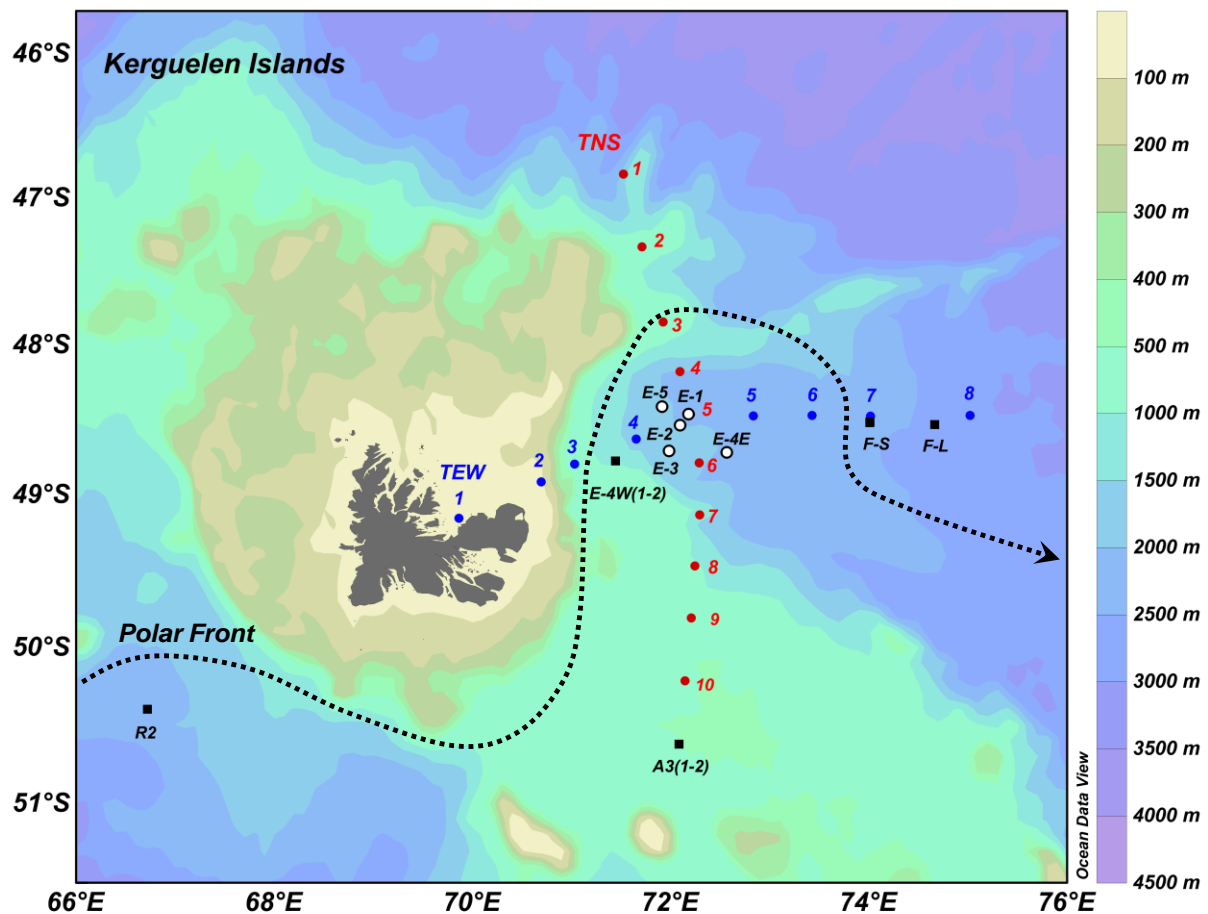 46°S
47°S
48°S
49°S
50°S
51°S
Kerguelen Islands
TNS
1
2
3
4
5
6
7
8
9
10
TEW
1
2
3
4
5
6
7
8
E-5
E-1
E-2
E-3
E-4E
E-4W(1-2)
F-S
F-L
Polar Front
R2
A3(1-2)
66°E
68°E
70°E
72°E
74°E
76°E
Ocean Data View
100 m
200 m
300 m
400 m
500 m
1000 m
1500 m
2000 m
2500 m
3000 m
3500 m
4000 m
4500 m